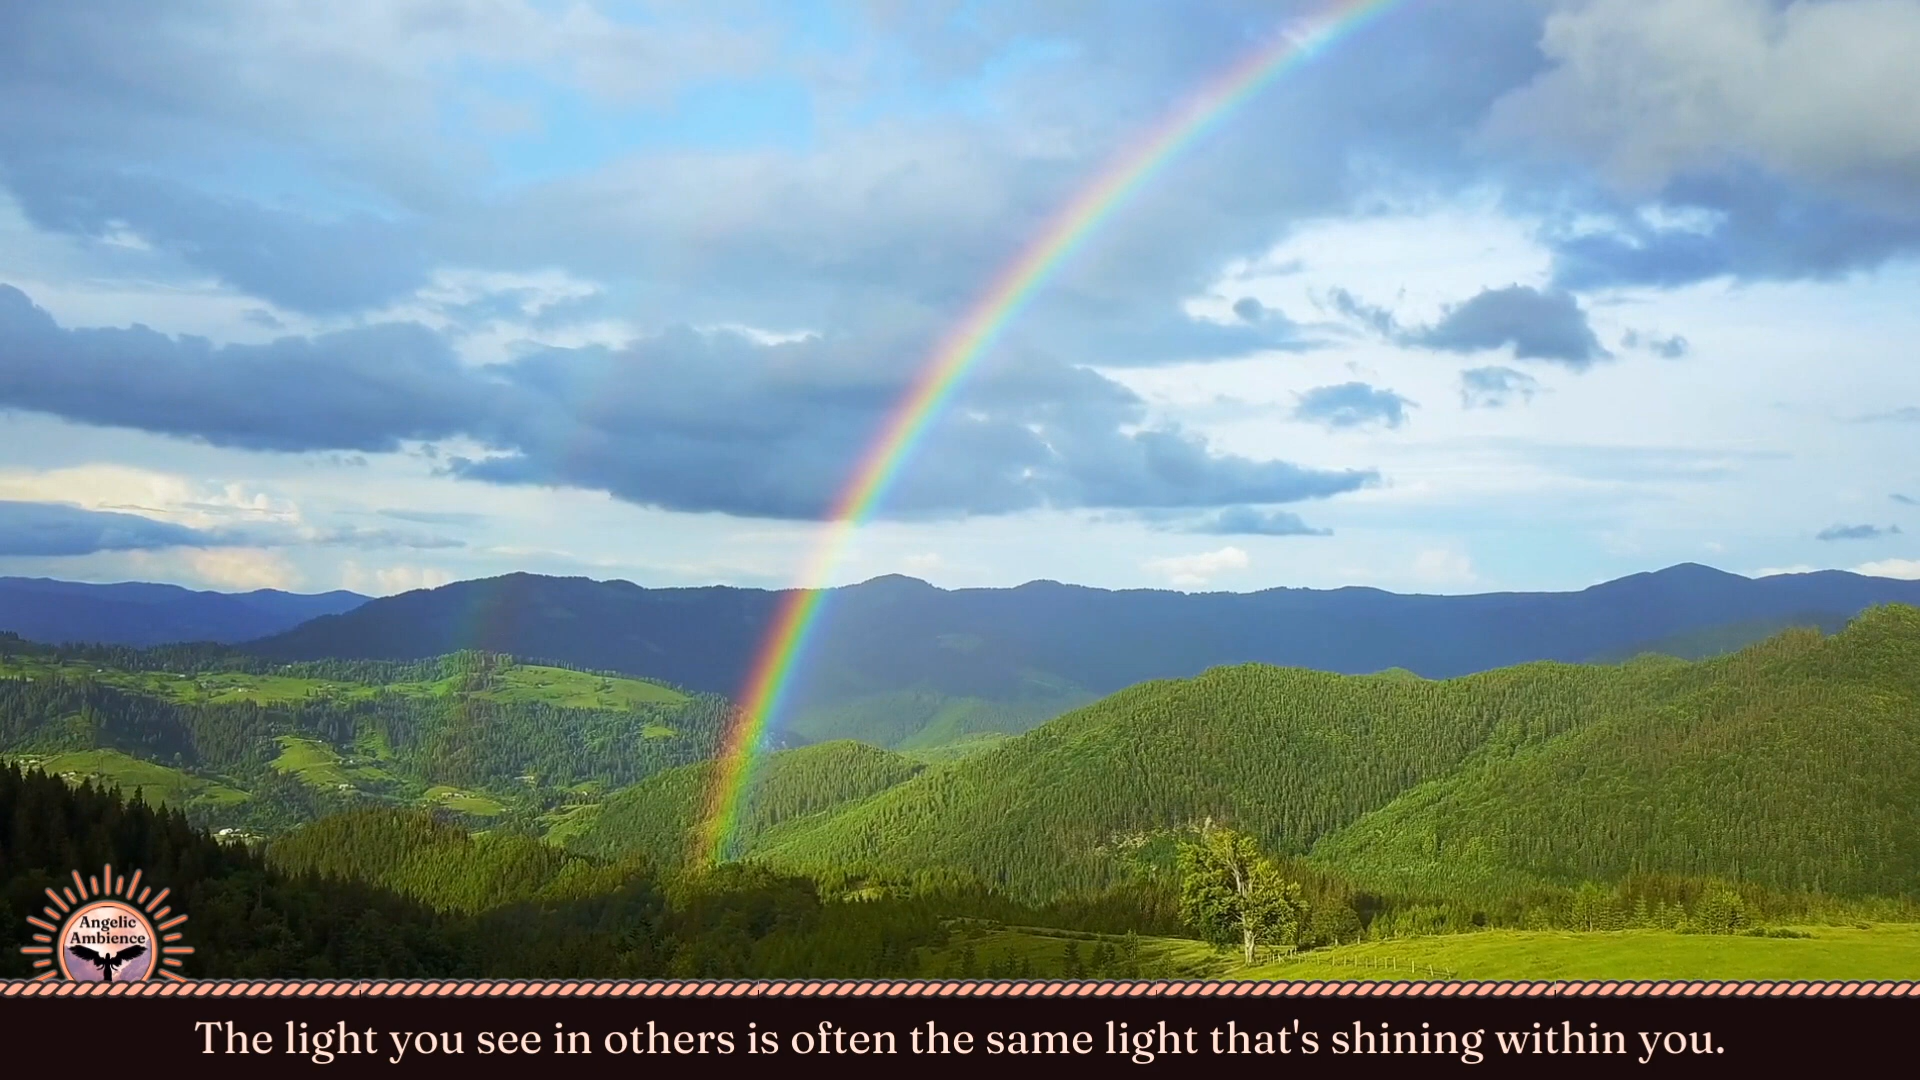 Angelic
Ambience
The light you see in others is often the same light that's shining within you.